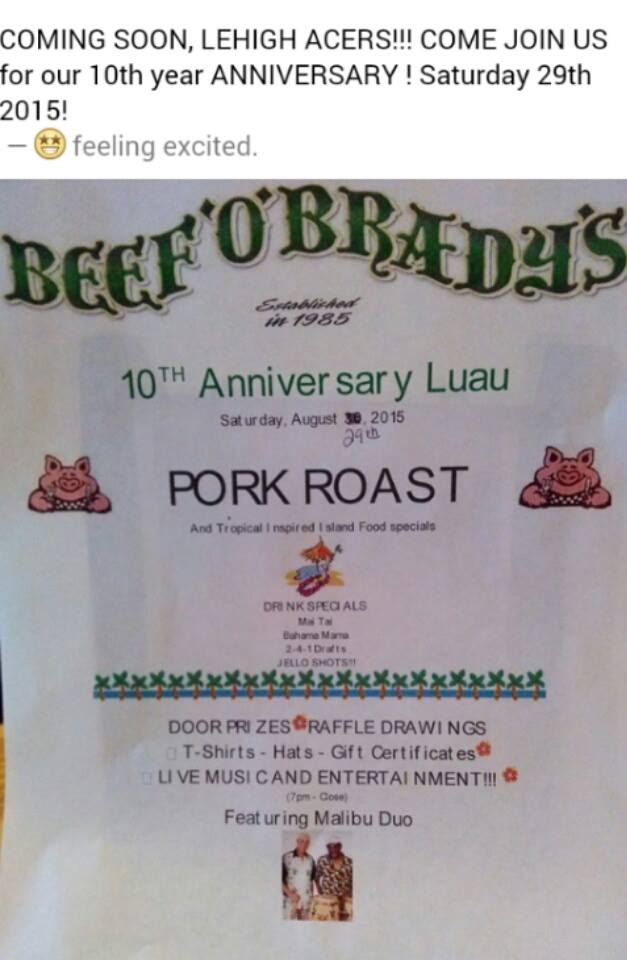 COMING SOON, LEHIGH ACERS!!! COME JOIN US
for our 10th year ANNIVERSARY ! Saturday 29th
2015!
— feeling excited.
BEEF 'O' BRADY'S
Established
in 1985
10TH Anniversary Luau
Saturday, August 30, 2015
29th
PORK ROAST
And Tropical Inspired Island Food specials
DRINK SPECIALS
Mai Tai
Bahama Mama
2-4-1 Drafts
JELLO SHOTS!!
DOOR PRIZES RAFFLE DRAWINGS
T-Shirts - Hats - Gift Certificates
LIVE MUSIC AND ENTERTAINMENT!!!
(7pm - Close)
Featuring Malibu Duo